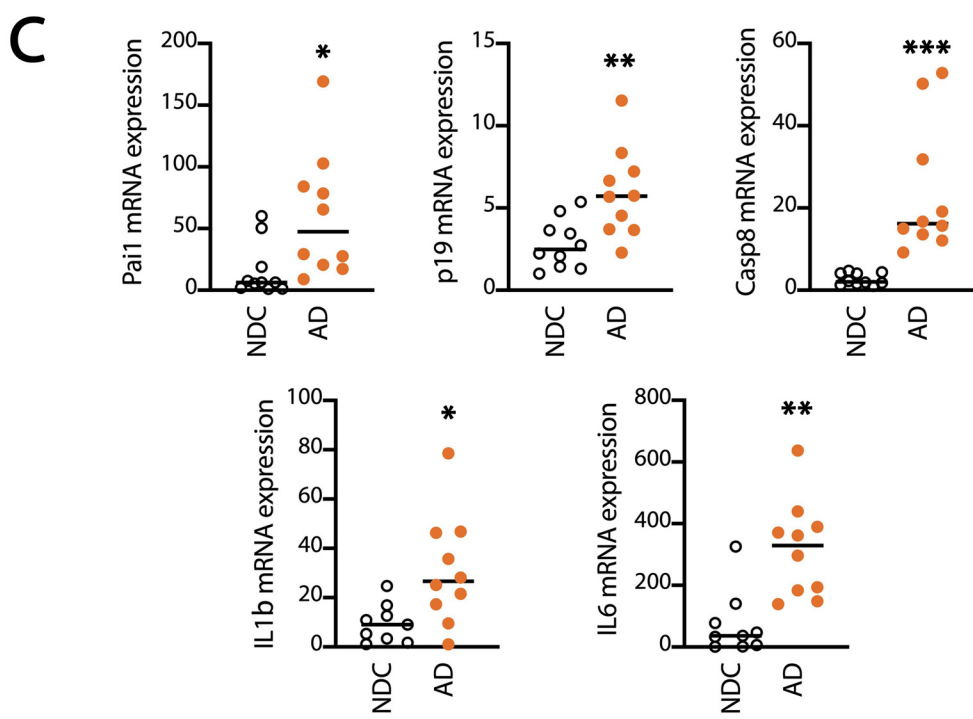 C
Pai1 mRNA expression
200
150
100
50
0
*
NDC
AD
p19 mRNA expression
15
10
5
0
**
NDC
AD
Casp8 mRNA expression
60
40
20
0
***
NDC
AD
IL1b mRNA expression
100
80
60
40
20
0
*
NDC
AD
IL6 mRNA expression
800
600
400
200
0
**
NDC
AD